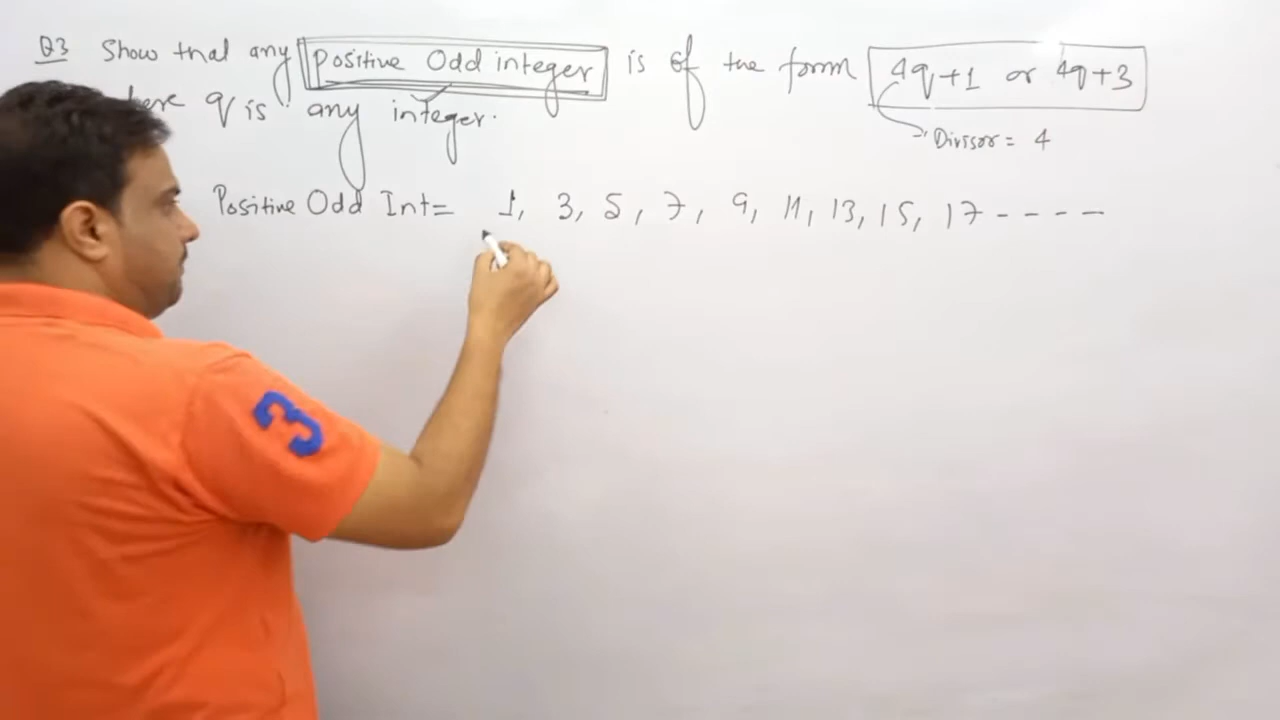 Q3 Show that any positive Odd integer is of the form 4q+1 or 4q+3
q is any integer.
Divisor = 4
Positive Odd Int = 1, 3, 5, 7, 9, 11, 13, 15, 17 - - - -
3